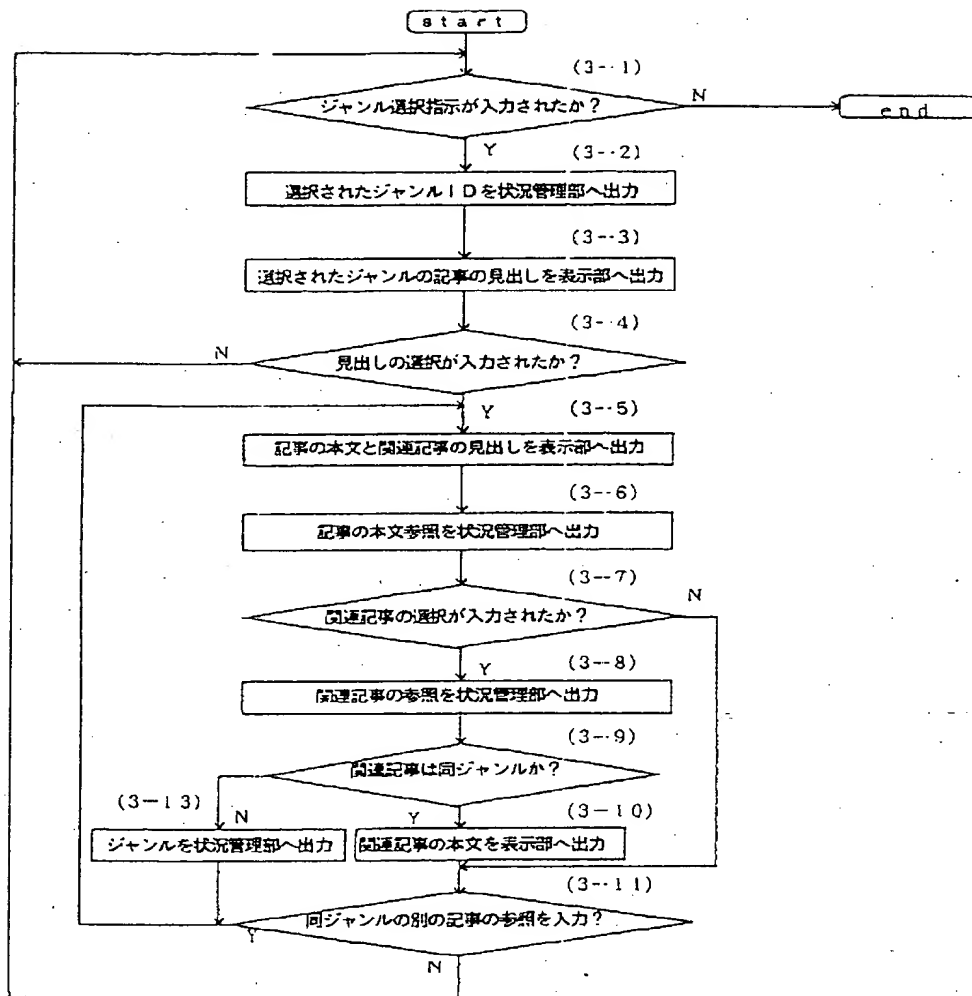 start
(3-1)
ジャンル選択指示が入力されたか?
N
end
Y
(3-2)
選択されたジャンルIDを状況管理部へ出力
(3-3)
選択されたジャンルの記事の見出しを表示部へ出力
(3-4)
N
見出しの選択が入力されたか?
Y
(3-5)
記事の本文と関連記事の見出しを表示部へ出力
(3-6)
記事の本文参照を状況管理部へ出力
(3-7)
N
関連記事の選択が入力されたか?
Y
(3-8)
関連記事の参照を状況管理部へ出力
(3-9)
関連記事は同ジャンルか?
(3-13)
N
Y
(3-10)
ジャンルを状況管理部へ出力
関連記事の本文を表示部へ出力
(3-11)
同ジャンルの別の記事の参照を入力?
Y
N